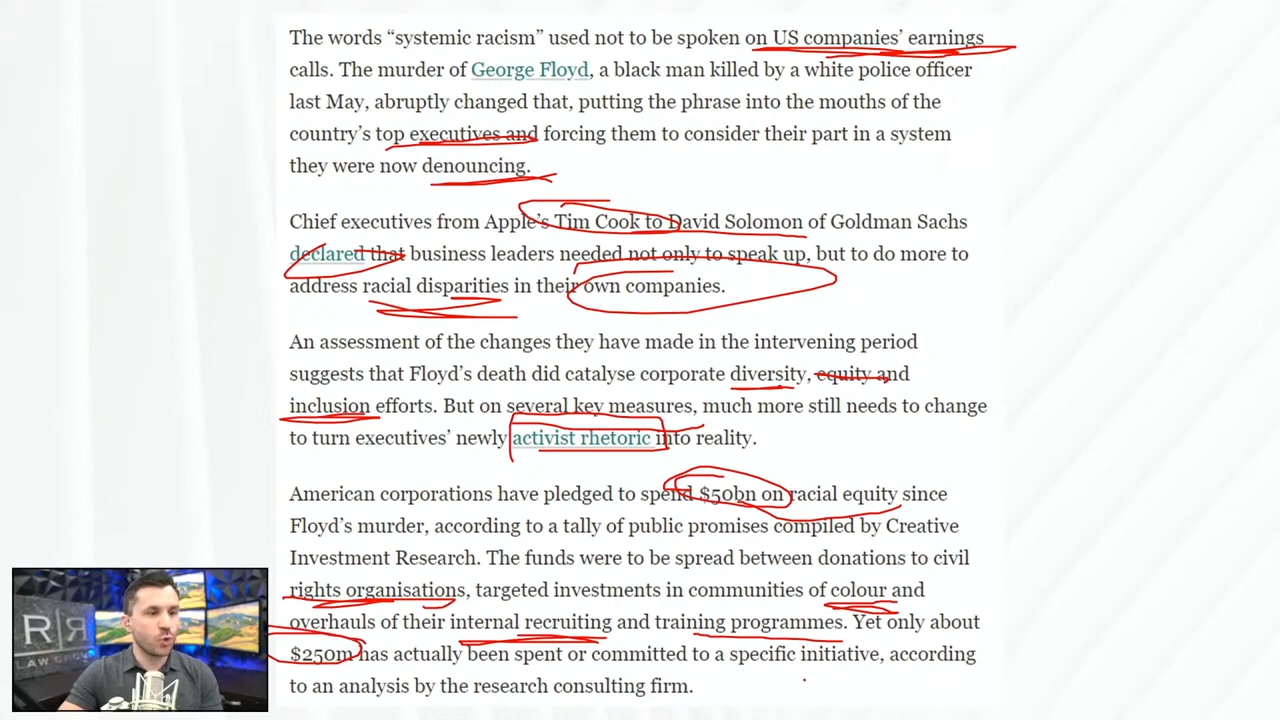 The words “systemic racism” used not to be spoken on US companies’ earnings
calls. The murder of George Floyd, a black man killed by a white police officer
last May, abruptly changed that, putting the phrase into the mouths of the
country’s top executives and forcing them to consider their part in a system
they were now denouncing.
Chief executives from Apple’s Tim Cook to David Solomon of Goldman Sachs
declared that business leaders needed not only to speak up, but to do more to
address racial disparities in their own companies.
An assessment of the changes they have made in the intervening period
suggests that Floyd’s death did catalyse corporate diversity, equity and
inclusion efforts. But on several key measures, much more still needs to change
to turn executives’ newly activist rhetoric into reality.
American corporations have pledged to spend $50bn on racial equity since
Floyd’s murder, according to a tally of public promises compiled by Creative
Investment Research. The funds were to be spread between donations to civil
rights organisations, targeted investments in communities of colour and
overhauls of their internal recruiting and training programmes. Yet only about
$250m has actually been spent or committed to a specific initiative, according
to an analysis by the research consulting firm.
R R
LAW GROUP